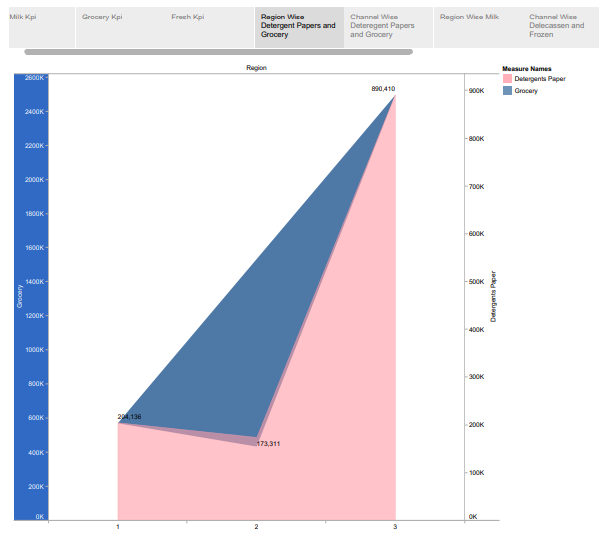 Milk Kpi
Grocery Kpi
Fresh Kpi
Region Wise
Detergent Papers and
Grocery
Channel Wise
Deteregent Papers
and Grocery
Region Wise Milk
Channel Wise
Delecassen and
Frozen
Region
Measure Names
Detergents Paper
Grocery
2600K
2400K
2200K
2000K
1800K
1600K
1400K
1200K
1000K
800K
600K
400K
200K
0K
Grocery
890,410
204,136
173,311
900K
800K
700K
600K
500K
400K
300K
200K
100K
0K
Detergents Paper
1
2
3